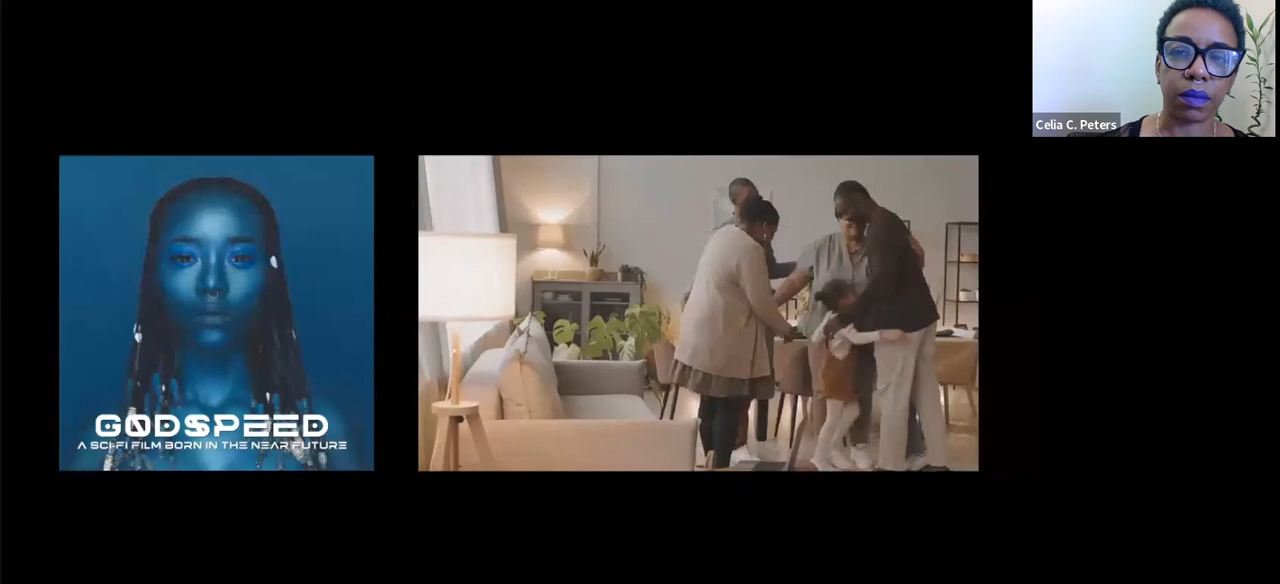 Celia C. Peters
GODSPEED
A SCI-FI FILM BORN IN THE NEAR FUTURE